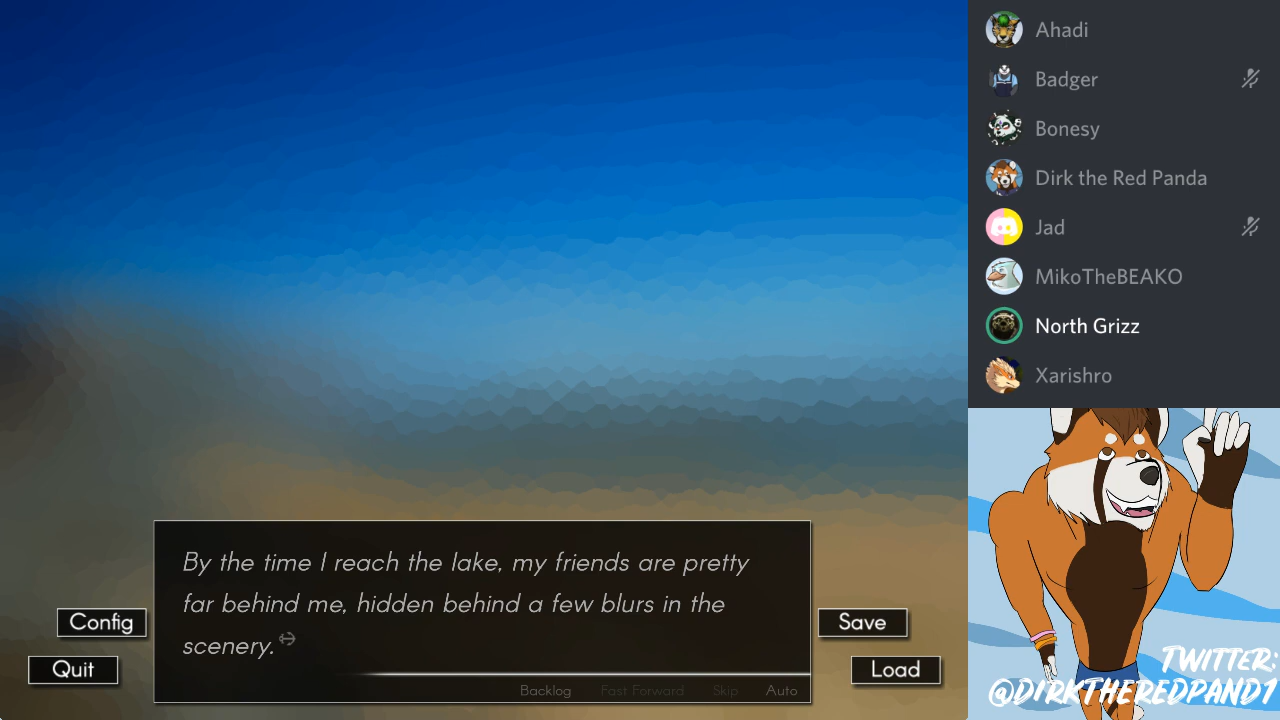 By the time I reach the lake, my friends are pretty
far behind me, hidden behind a few blurs in the
scenery.
Config
Quit
Save
Load
Backlog
Fast Forward
Skip
Auto
Ahadi
Badger
Bonesy
Dirk the Red Panda
Jad
MikoTheBEAKO
North Grizz
Xarishro
TWITTER:
@DIRKTHEREDPAND1